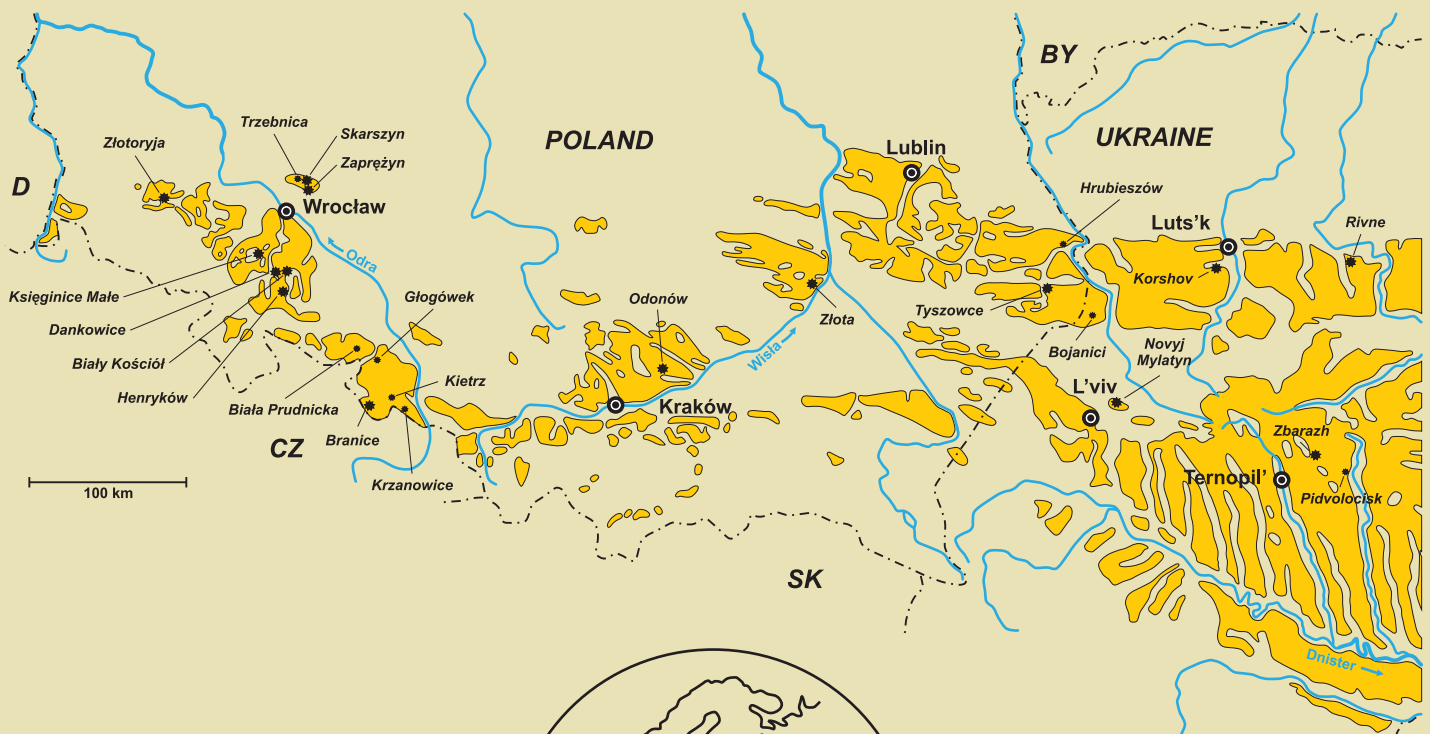 BY
Trzebnica
Skarszyn
Złotoryja
POLAND
UKRAINE
Lublin
Zaprężyn
D
Hrubieszów
Wrocław
Luts'k
Rivne
Odra
Korshov
Księginice Małe
Głogówek
Odonów
Tyszowce
Złota
Dankowice
Bojanici
Novyj
Mylatyn
Wisła
Biały Kościół
Kietrz
L'viv
Henryków
Biała Prudnicka
Kraków
Zbarazh
Branice
CZ
Ternopil'
Krzanowice
100 km
Pidvolocisk
SK
Dnister